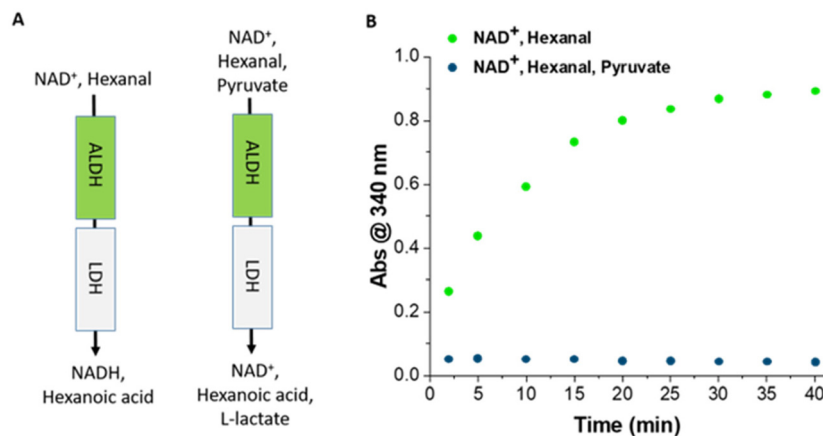 A
NAD⁺, Hexanal
ALDH
LDH
NADH,
Hexanoic acid
NAD⁺,
Hexanal,
Pyruvate
ALDH
LDH
NAD⁺,
Hexanoic acid,
L-lactate
B
NAD⁺, Hexanal
NAD⁺, Hexanal, Pyruvate
Abs @ 340 nm
1.0
0.8
0.6
0.4
0.2
0.0
0 5 10 15 20 25 30 35 40
Time (min)